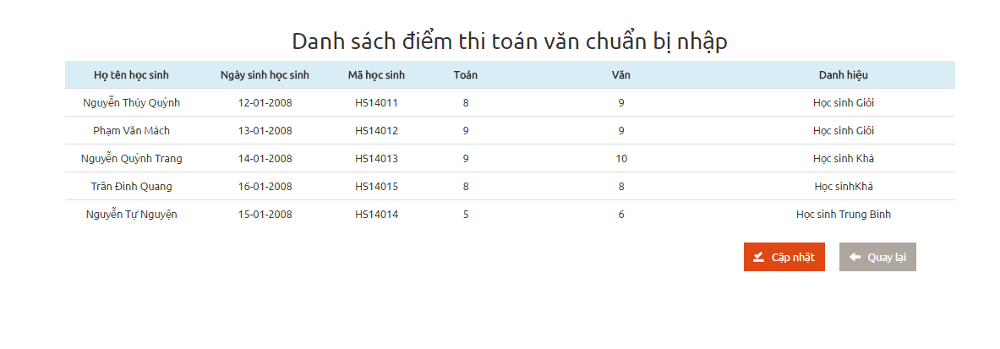 Danh sách điểm thi toán văn chuẩn bị nhập
Họ tên học sinh Ngày sinh học sinh Mã học sinh Toán Văn Danh hiệu
Nguyễn Thúy Quỳnh 12-01-2008 HS14011 8 9 Học sinh Giỏi
Phạm Văn Mách 13-01-2008 HS14012 9 9 Học sinh Giỏi
Nguyễn Quỳnh Trang 14-01-2008 HS14013 9 10 Học sinh Khá
Trần Đình Quang 16-01-2008 HS14015 8 8 Học sinhKhá
Nguyễn Tự Nguyện 15-01-2008 HS14014 5 6 Học sinh Trung Bình
Cập nhật Quay lại